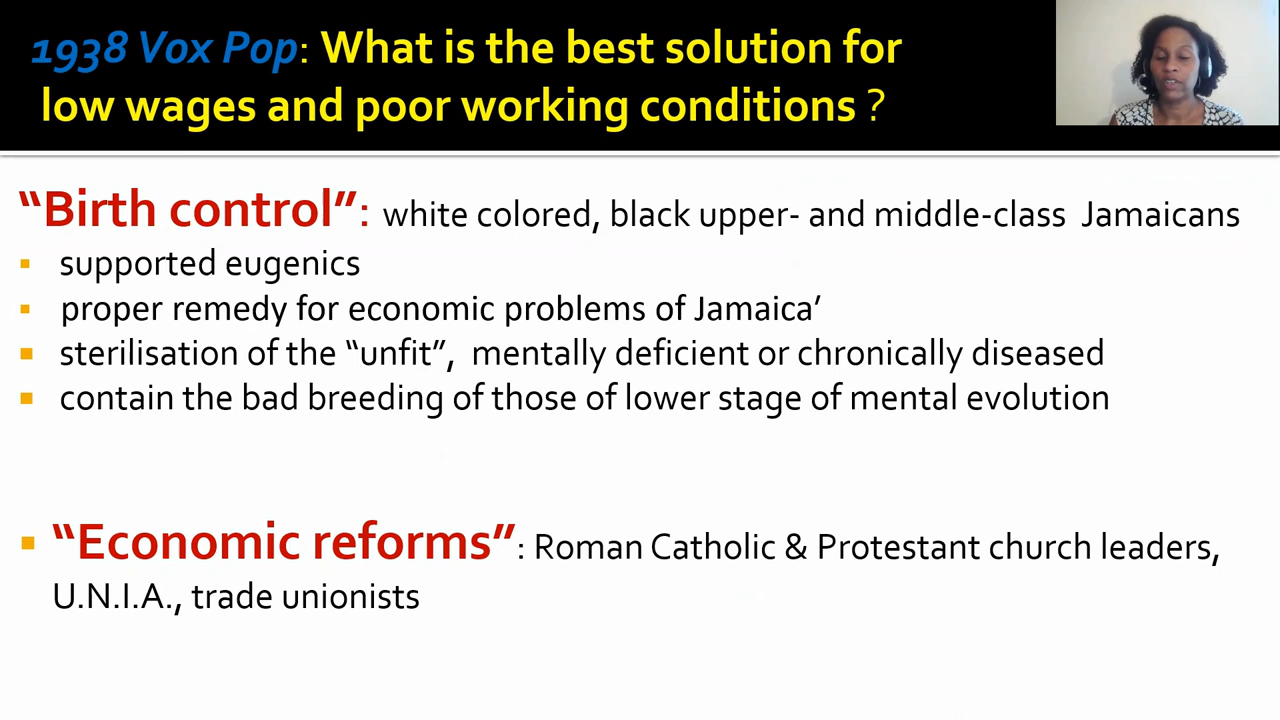 1938 Vox Pop: What is the best solution for
low wages and poor working conditions ?
“Birth control”: white colored, black upper- and middle-class Jamaicans
▪ supported eugenics
▪ proper remedy for economic problems of Jamaica’
▪ sterilisation of the “unfit”, mentally deficient or chronically diseased
▪ contain the bad breeding of those of lower stage of mental evolution
▪ “Economic reforms”: Roman Catholic & Protestant church leaders,
U.N.I.A., trade unionists